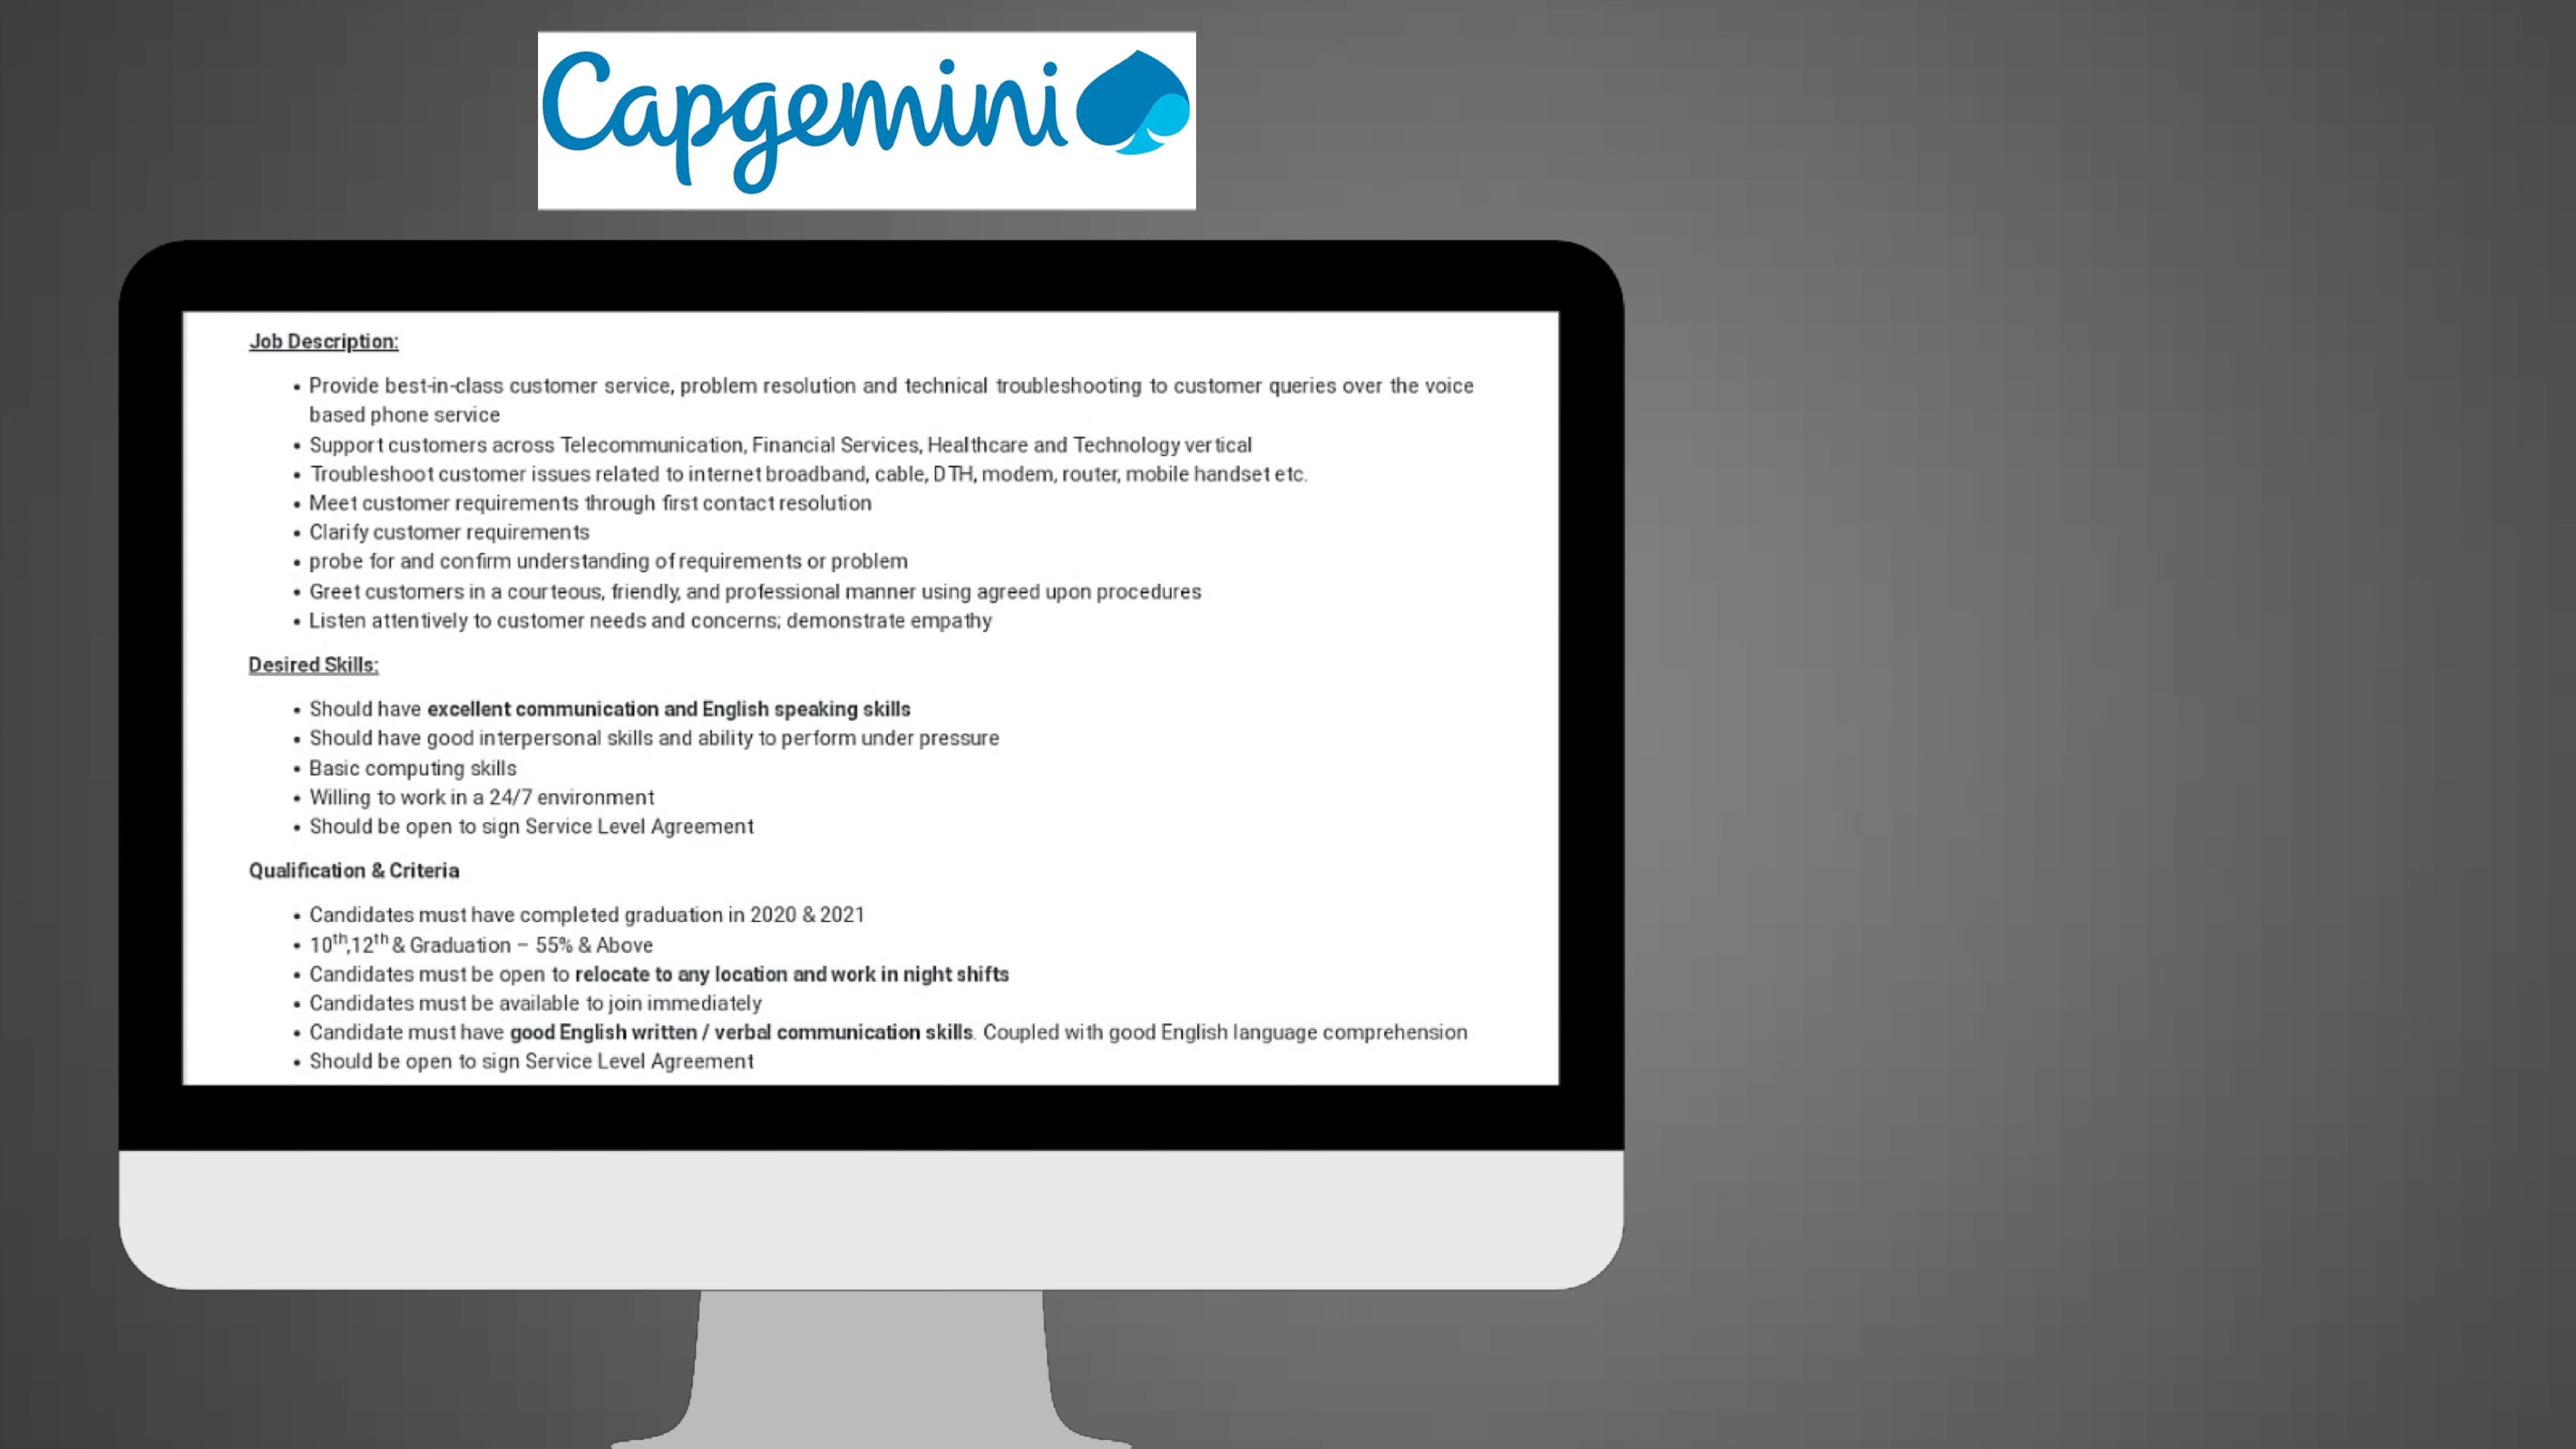 Capgemini
Job Description:
• Provide best-in-class customer service, problem resolution and technical troubleshooting to customer queries over the voice
based phone service
• Support customers across Telecommunication, Financial Services, Healthcare and Technology vertical
• Troubleshoot customer issues related to internet broadband, cable, DTH, modem, router, mobile handset etc.
• Meet customer requirements through first contact resolution
• Clarify customer requirements
• probe for and confirm understanding of requirements or problem
• Greet customers in a courteous, friendly, and professional manner using agreed upon procedures
• Listen attentively to customer needs and concerns; demonstrate empathy
Desired Skills:
• Should have excellent communication and English speaking skills
• Should have good interpersonal skills and ability to perform under pressure
• Basic computing skills
• Willing to work in a 24/7 environment
• Should be open to sign Service Level Agreement
Qualification & Criteria
• Candidates must have completed graduation in 2020 & 2021
• 10th,12th & Graduation – 55% & Above
• Candidates must be open to relocate to any location and work in night shifts
• Candidates must be available to join immediately
• Candidate must have good English written / verbal communication skills. Coupled with good English language comprehension
• Should be open to sign Service Level Agreement